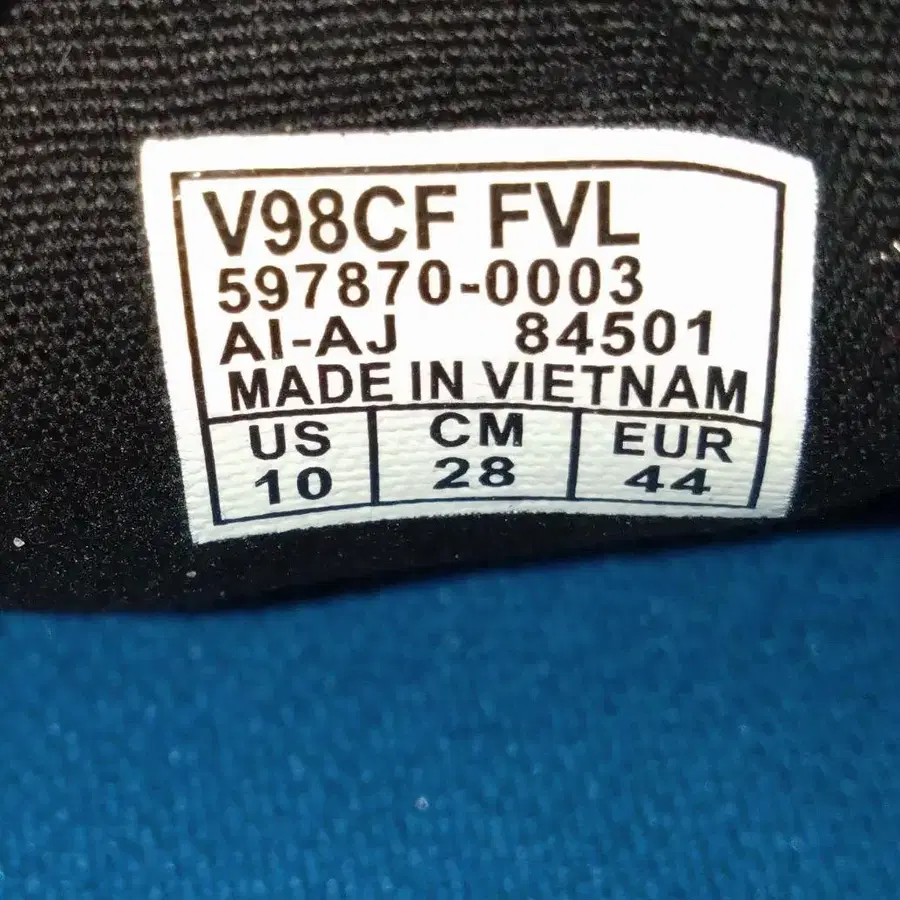 V98CF FVL
597870-0003
AI-AJ 84501
MADE IN VIETNAM
US CM EUR
10 28 44